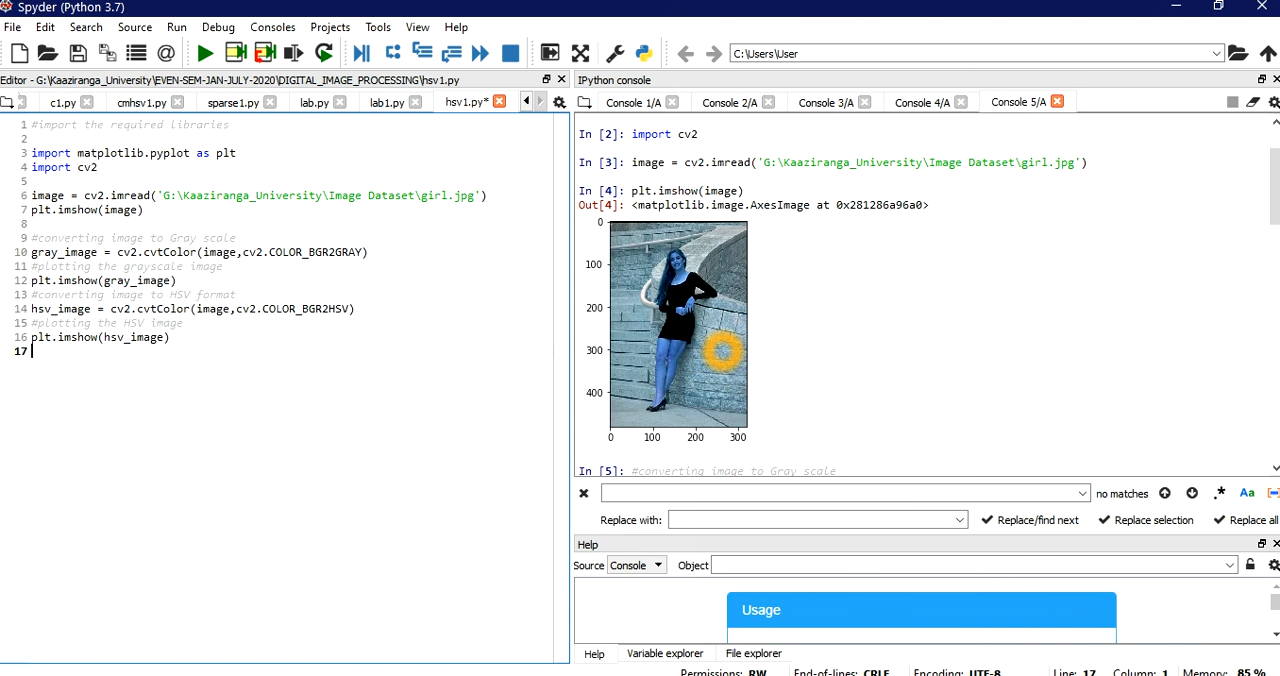 Spyder (Python 3.7)
File Edit Search Source Run Debug Consoles Projects Tools View Help
C:\Users\User
Editor - G:\Kaaziranga_University\EVEN-SEM-JAN-JULY-2020\DIGITAL_IMAGE_PROCESSING\hsv1.py
c1.py cmhsv1.py sparse1.py lab.py lab1.py hsv1.py*
1 #import the required libraries
2
3 import matplotlib.pyplot as plt
4 import cv2
5
6 image = cv2.imread('G:\Kaaziranga_University\Image Dataset\girl.jpg')
7 plt.imshow(image)
8
9 #converting image to Gray scale
10 gray_image = cv2.cvtColor(image,cv2.COLOR_BGR2GRAY)
11 #plotting the grayscale image
12 plt.imshow(gray_image)
13 #converting image to HSV format
14 hsv_image = cv2.cvtColor(image,cv2.COLOR_BGR2HSV)
15 #plotting the HSV image
16 plt.imshow(hsv_image)
17
IPython console
Console 1/A Console 2/A Console 3/A Console 4/A Console 5/A
In [2]: import cv2
In [3]: image = cv2.imread('G:\Kaaziranga_University\Image Dataset\girl.jpg')
In [4]: plt.imshow(image)
Out[4]: <matplotlib.image.AxesImage at 0x281286a96a0>
0
100
200
300
400
0 100 200 300
In [5]: #converting image to Gray scale
no matches .* Aa
Replace with: Replace/find next Replace selection Replace all
Help
Source Console Object
Usage
Help Variable explorer File explorer
Permissions: RW End-of-lines: CRLF Encoding: UTF-8 Line: 17 Column: 1 Memory: 85 %